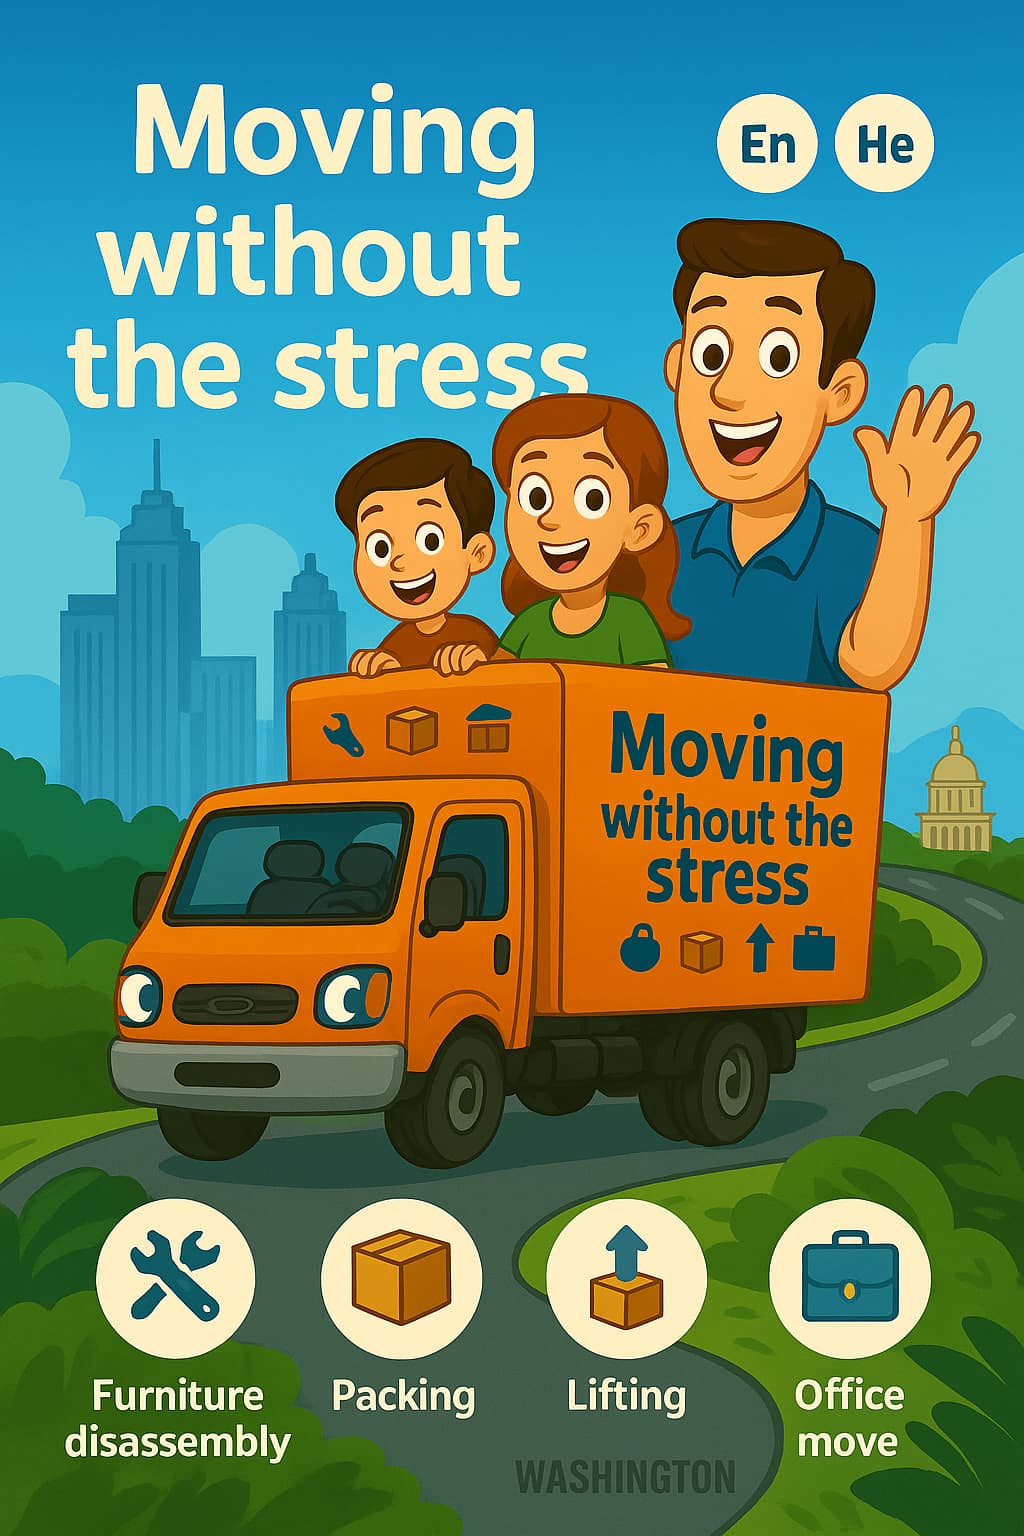 Moving
without
the stress
En He
Moving
without the
stress
Furniture
disassembly
Packing
Lifting
Office
move
WASHINGTON